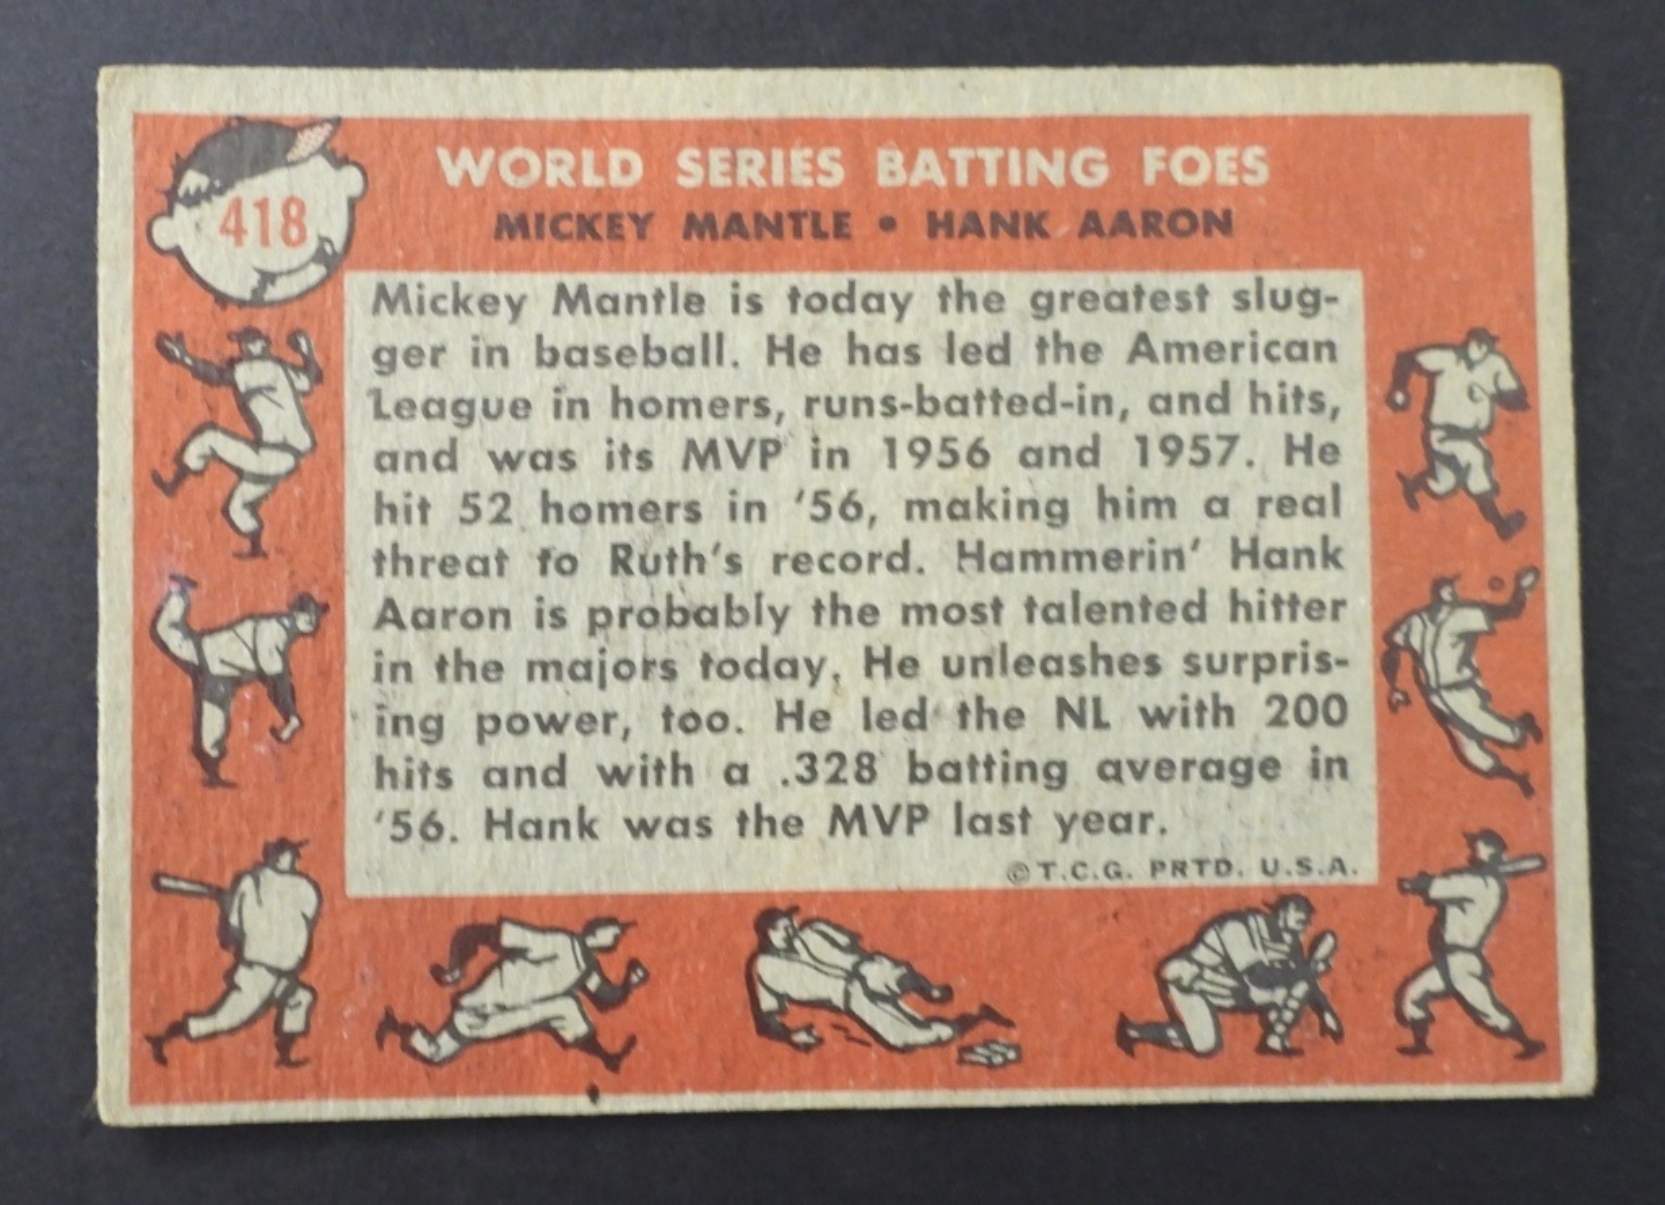 418
WORLD SERIES BATTING FOES
MICKEY MANTLE • HANK AARON
Mickey Mantle is today the greatest slug-
ger in baseball. He has led the American
League in homers, runs-batted-in, and hits,
and was its MVP in 1956 and 1957. He
hit 52 homers in '56, making him a real
threat to Ruth's record. Hammerin' Hank
Aaron is probably the most talented hitter
in the majors today. He unleashes surpris-
ing power, too. He led the NL with 200
hits and with a .328 batting average in
'56. Hank was the MVP last year.
© T.C.G. PRTD. U.S.A.